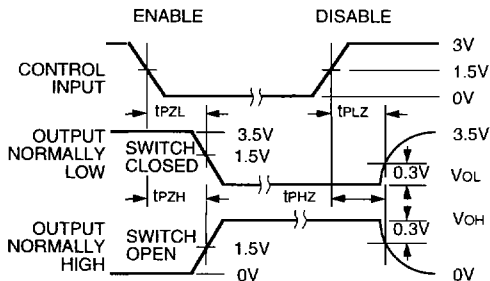 ENABLE DISABLE
3V
CONTROL INPUT
1.5V
0V
tPZL tPLZ
OUTPUT NORMALLY LOW
SWITCH CLOSED
3.5V
1.5V
3.5V
0.3V
VOL
tPZH tPHZ
OUTPUT NORMALLY HIGH
SWITCH OPEN
1.5V
0V
VOH
0.3V
0V